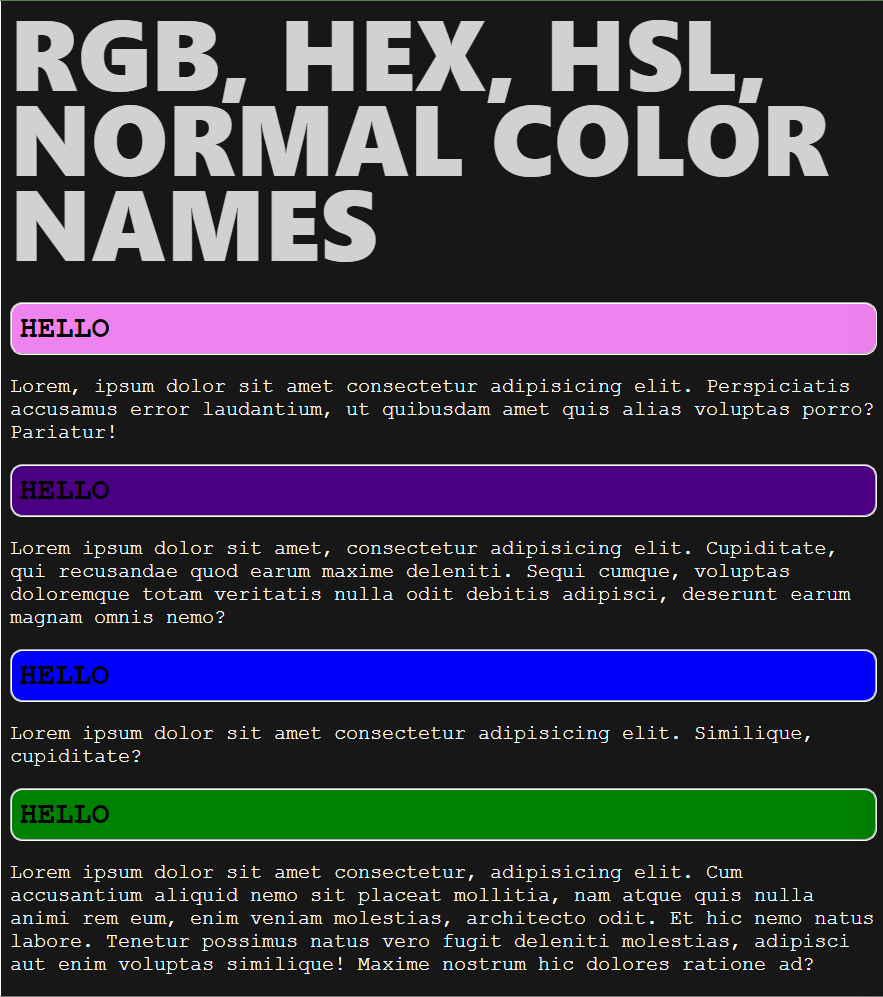 RGB, HEX, HSL,
NORMAL COLOR
NAMES
HELLO
Lorem, ipsum dolor sit amet consectetur adipisicing elit. Perspiciatis
accusamus error laudantium, ut quibusdam amet quis alias voluptas porro?
Pariatur!
HELLO
Lorem ipsum dolor sit amet, consectetur adipisicing elit. Cupiditate,
qui recusandae quod earum maxime deleniti. Sequi cumque, voluptas
doloremque totam veritatis nulla odit debitis adipisci, deserunt earum
magnam omnis nemo?
HELLO
Lorem ipsum dolor sit amet consectetur adipisicing elit. Similique,
cupiditate?
HELLO
Lorem ipsum dolor sit amet consectetur, adipisicing elit. Cum
accusantium aliquid nemo sit placeat mollitia, nam atque quis nulla
animi rem eum, enim veniam molestias, architecto odit. Et hic nemo natus
labore. Tenetur possimus natus vero fugit deleniti molestias, adipisci
aut enim voluptas similique! Maxime nostrum hic dolores ratione ad?